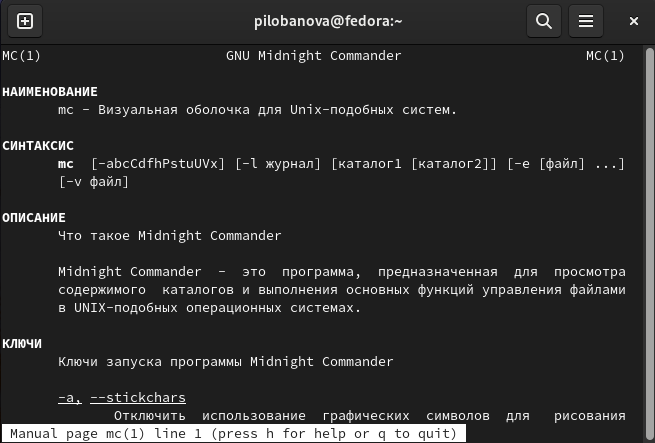 pilobanova@fedora:~
MC(1) GNU Midnight Commander MC(1)
НАИМЕНОВАНИЕ
mc - Визуальная оболочка для Unix-подобных систем.
СИНТАКСИС
mc [-abcCdfhPstuUVx] [-l журнал] [каталог1 [каталог2]] [-e [файл] ...]
[-v файл]
ОПИСАНИЕ
Что такое Midnight Commander
Midnight Commander - это программа, предназначенная для просмотра
содержимого каталогов и выполнения основных функций управления файлами
в UNIX-подобных операционных системах.
КЛЮЧИ
Ключи запуска программы Midnight Commander
-a, --stickchars
Отключить использование графических символов для рисования
Manual page mc(1) line 1 (press h for help or q to quit)